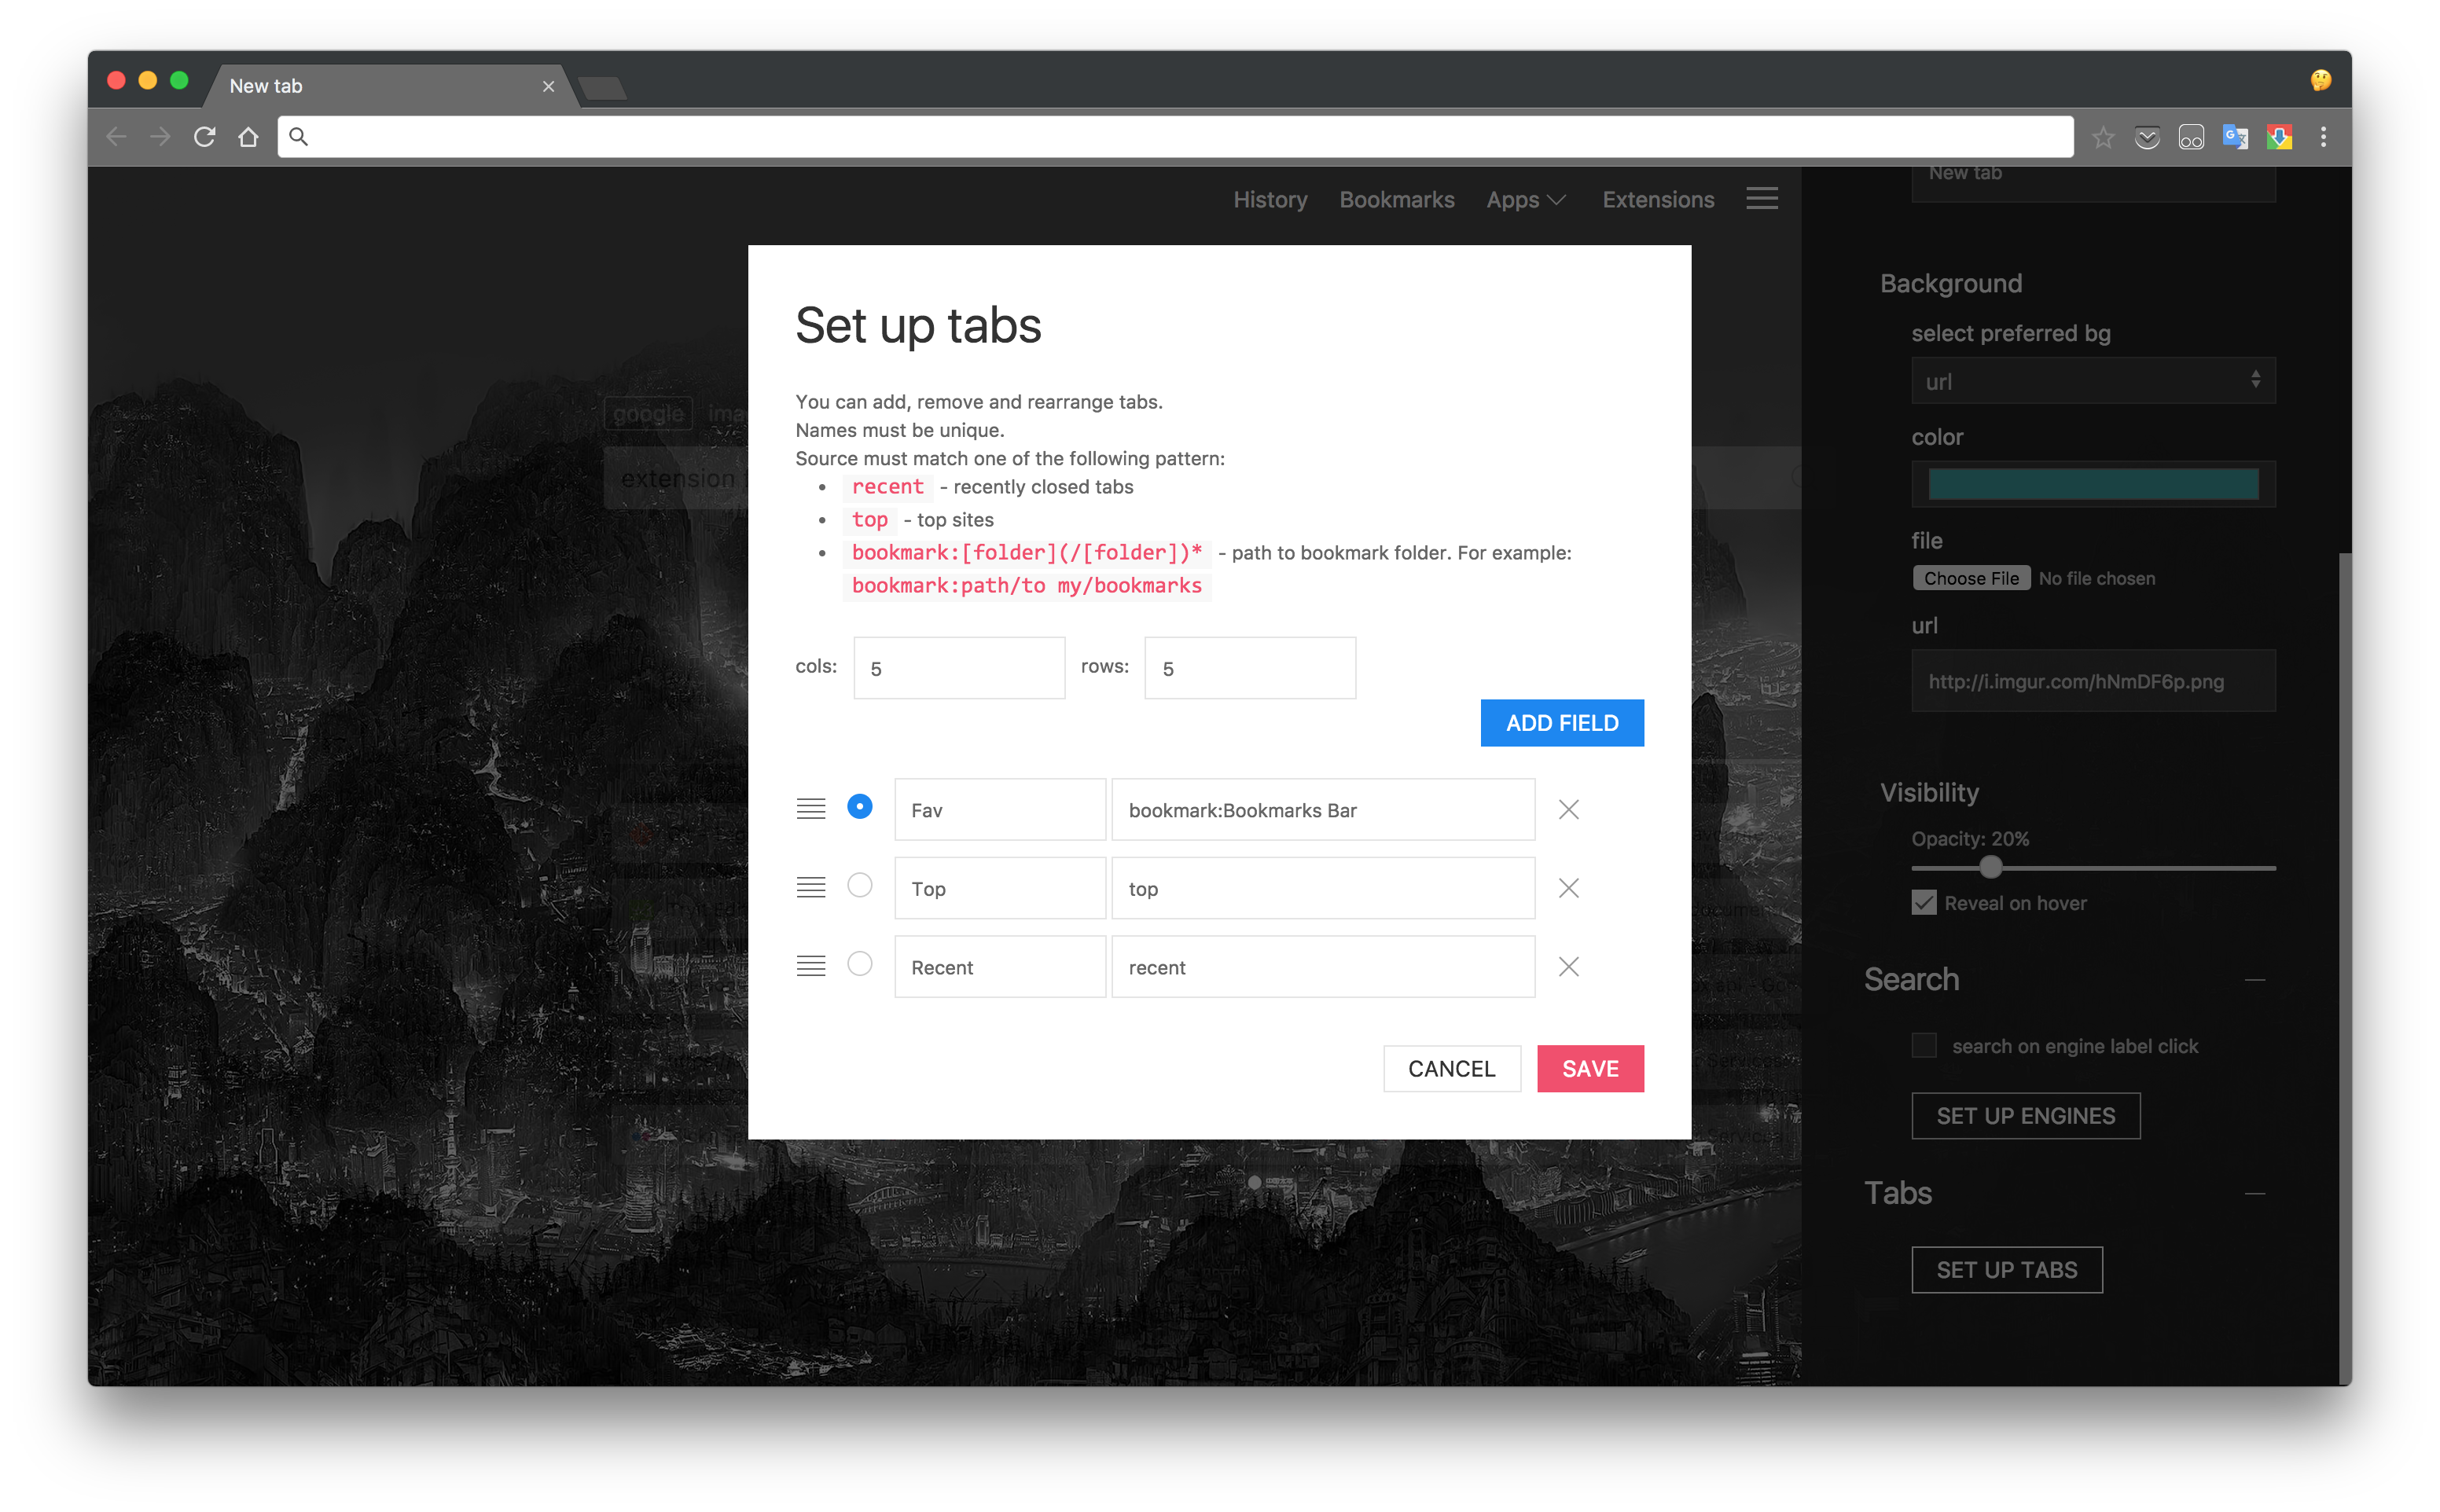 New tab
History Bookmarks Apps Extensions
New tab
google
extension
Set up tabs
You can add, remove and rearrange tabs.
Names must be unique.
Source must match one of the following pattern:
recent - recently closed tabs
top - top sites
bookmark:[folder](/[folder])* - path to bookmark folder. For example:
bookmark:path/to my/bookmarks
cols: 5 rows: 5
ADD FIELD
Fav bookmark:Bookmarks Bar
Top top
Recent recent
CANCEL SAVE
Background
select preferred bg
url
color
file
Choose File No file chosen
url
http://i.imgur.com/hNmDF6p.png
Visibility
Opacity: 20%
Reveal on hover
Search
search on engine label click
SET UP ENGINES
Tabs
SET UP TABS